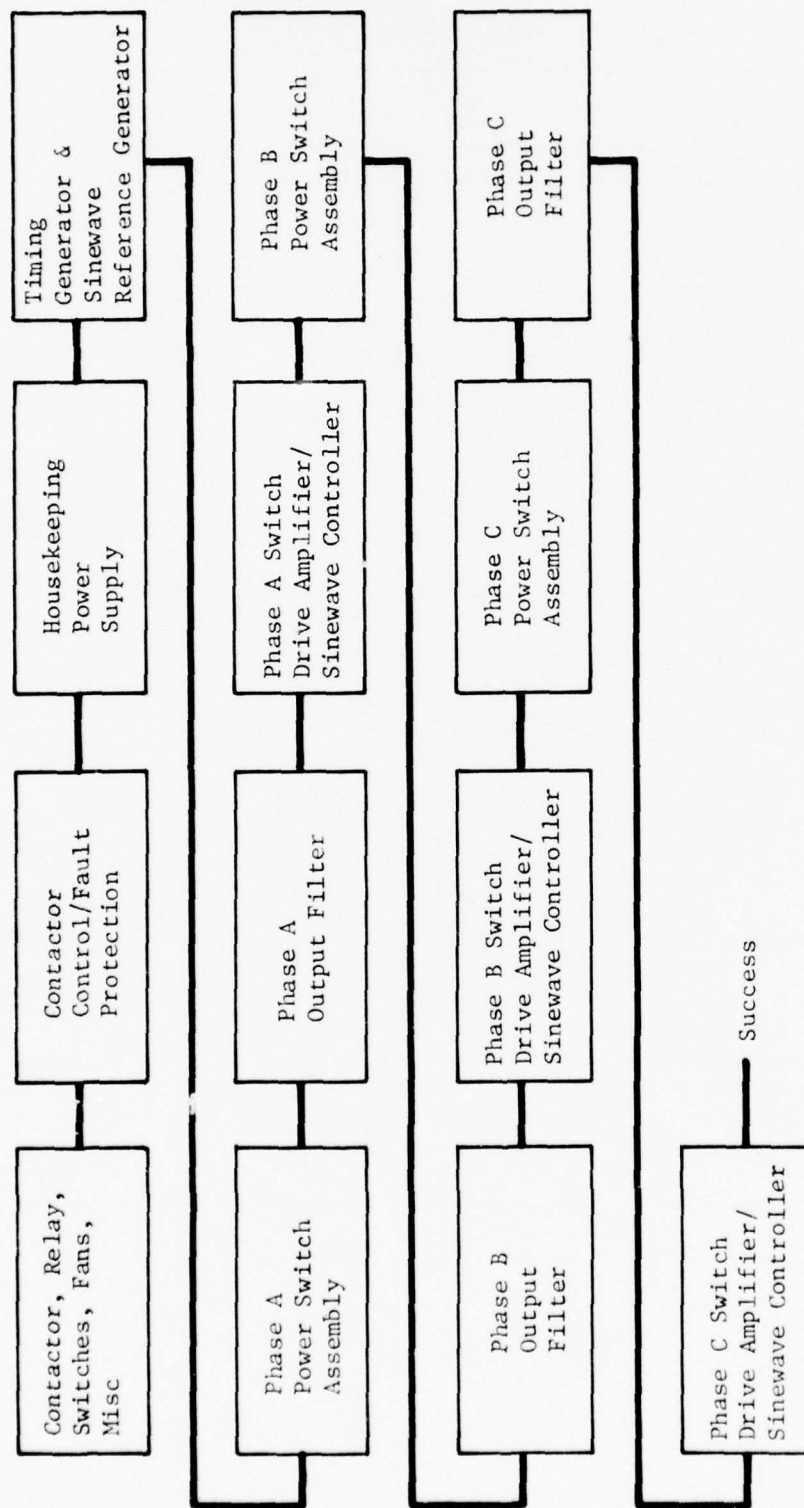 Contactor, Relay,
Switches, Fans,
Misc
Contactor
Control/Fault
Protection
Housekeeping
Power
Supply
Timing
Generator &
Sinewave
Reference Generator
Phase A
Power Switch
Assembly
Phase A
Output Filter
Phase A Switch
Drive Amplifier/
Sinewave Controller
Phase B
Power Switch
Assembly
Phase B
Output
Filter
Phase B Switch
Drive Amplifier/
Sinewave Controller
Phase C
Power Switch
Assembly
Phase C
Output
Filter
Phase C Switch
Drive Amplifier/
Sinewave Controller
Success